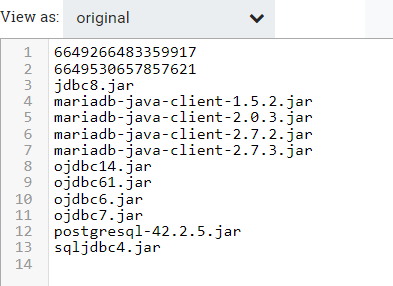 View as: original
1 6649266483359917
2 6649530657857621
3 jdbc8.jar
4 mariadb-java-client-1.5.2.jar
5 mariadb-java-client-2.0.3.jar
6 mariadb-java-client-2.7.2.jar
7 mariadb-java-client-2.7.3.jar
8 ojdbc14.jar
9 ojdbc61.jar
10 ojdbc6.jar
11 ojdbc7.jar
12 postgresql-42.2.5.jar
13 sqljdbc4.jar
14